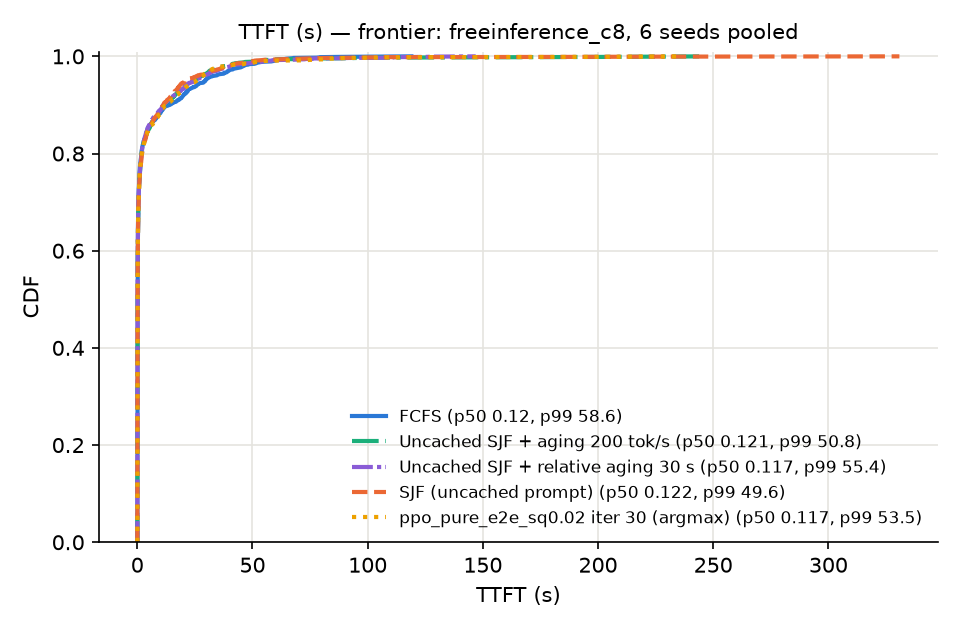 TTFT (s) — frontier: freeinference_c8, 6 seeds pooled
1.0
0.8
0.6
0.4
0.2
0.0
CDF
FCFS (p50 0.12, p99 58.6)
Uncached SJF + aging 200 tok/s (p50 0.121, p99 50.8)
Uncached SJF + relative aging 30 s (p50 0.117, p99 55.4)
SJF (uncached prompt) (p50 0.122, p99 49.6)
ppo_pure_e2e_sq0.02 iter 30 (argmax) (p50 0.117, p99 53.5)
0 50 100 150 200 250 300
TTFT (s)